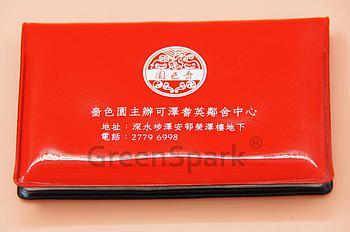 園色嗇
嗇色園主辦可澤耆英鄰舍中心
地址：深水埗澤安邨榮澤樓地下
電話：2779 6998
GreenSpark®